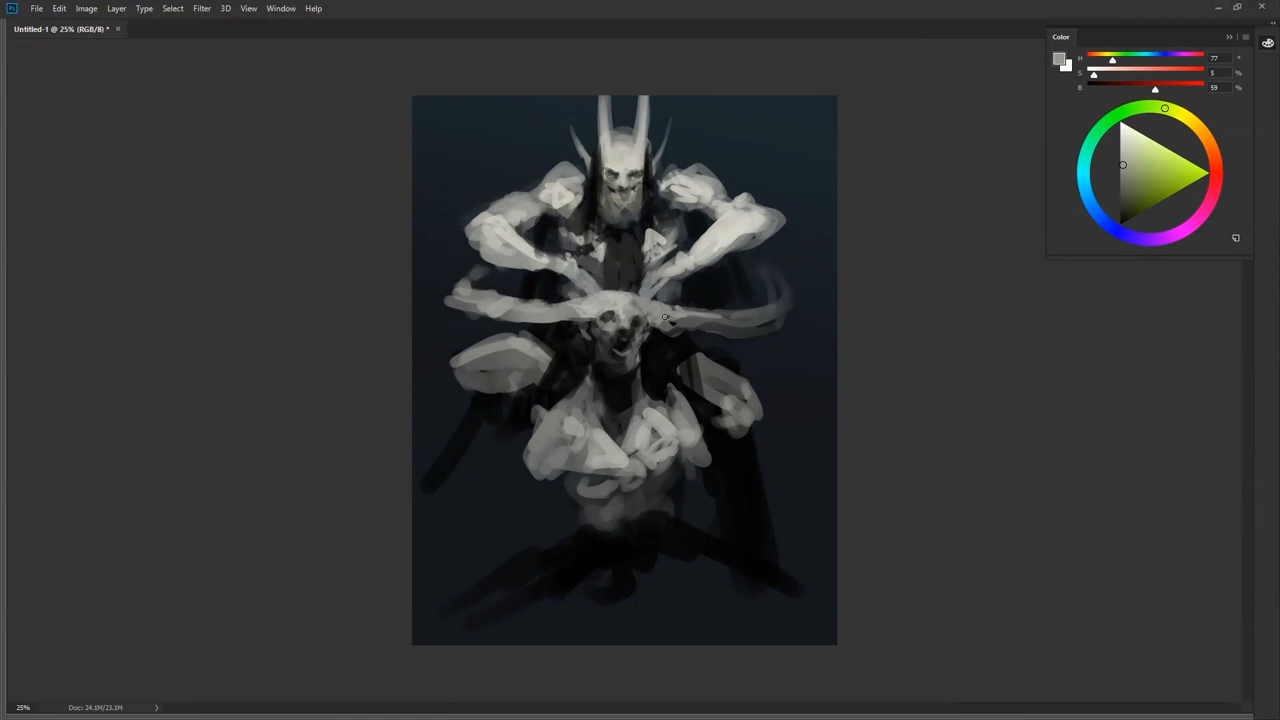 Ps File Edit Image Layer Type Select Filter 3D View Window Help
Untitled-1 @ 25% (RGB/8) * ×
Color
H 77 °
S 5 %
B 59 %
25% Doc: 24.1M/23.1M